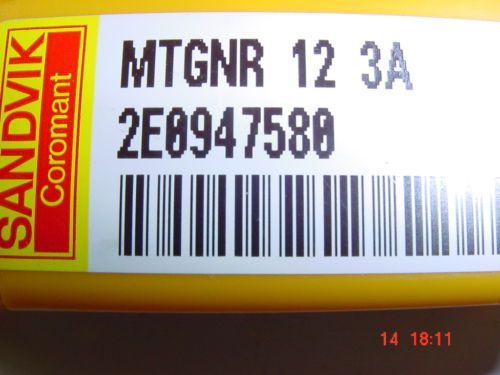 SANDVIK
Coromant
MTGNR 12 3A
2E0947580
14 18:11